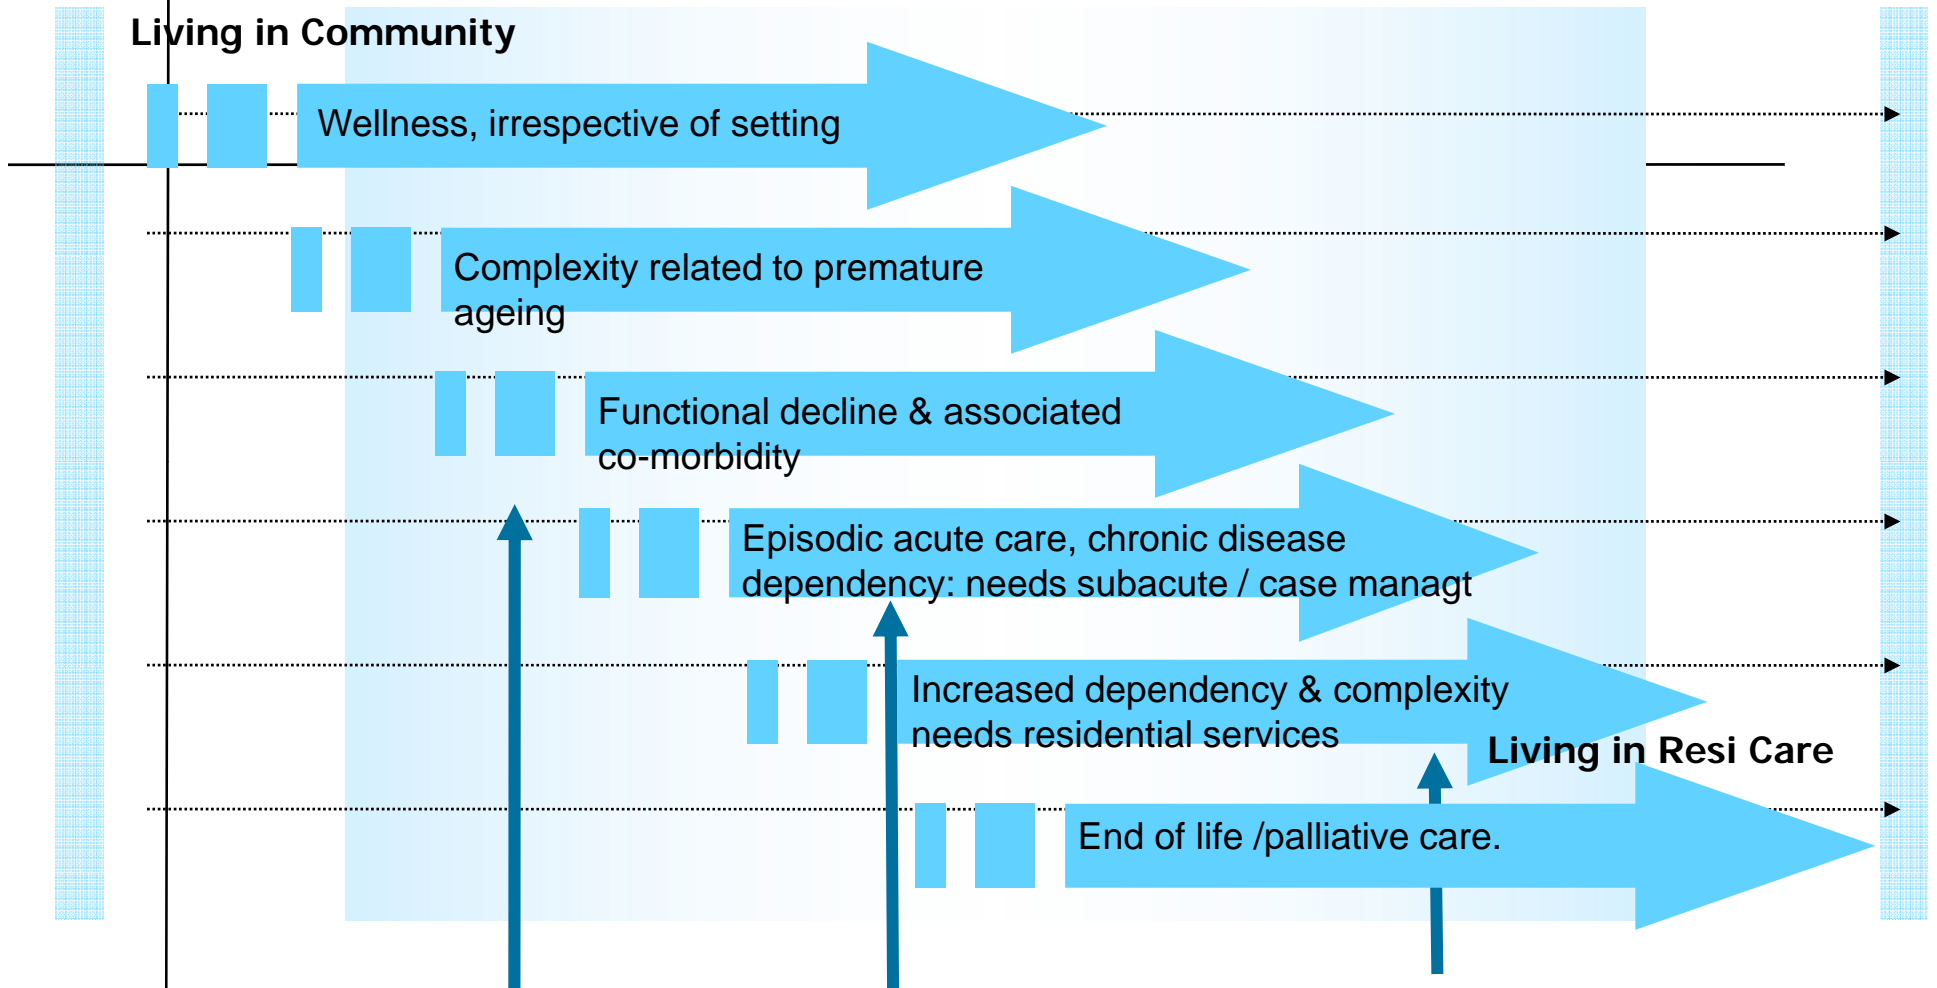 Living in Community
Wellness, irrespective of setting
Complexity related to premature
ageing
Functional decline & associated
co-morbidity
Episodic acute care, chronic disease
dependency: needs subacute / case managt
Increased dependency & complexity
needs residential services
Living in Resi Care
End of life /palliative care.